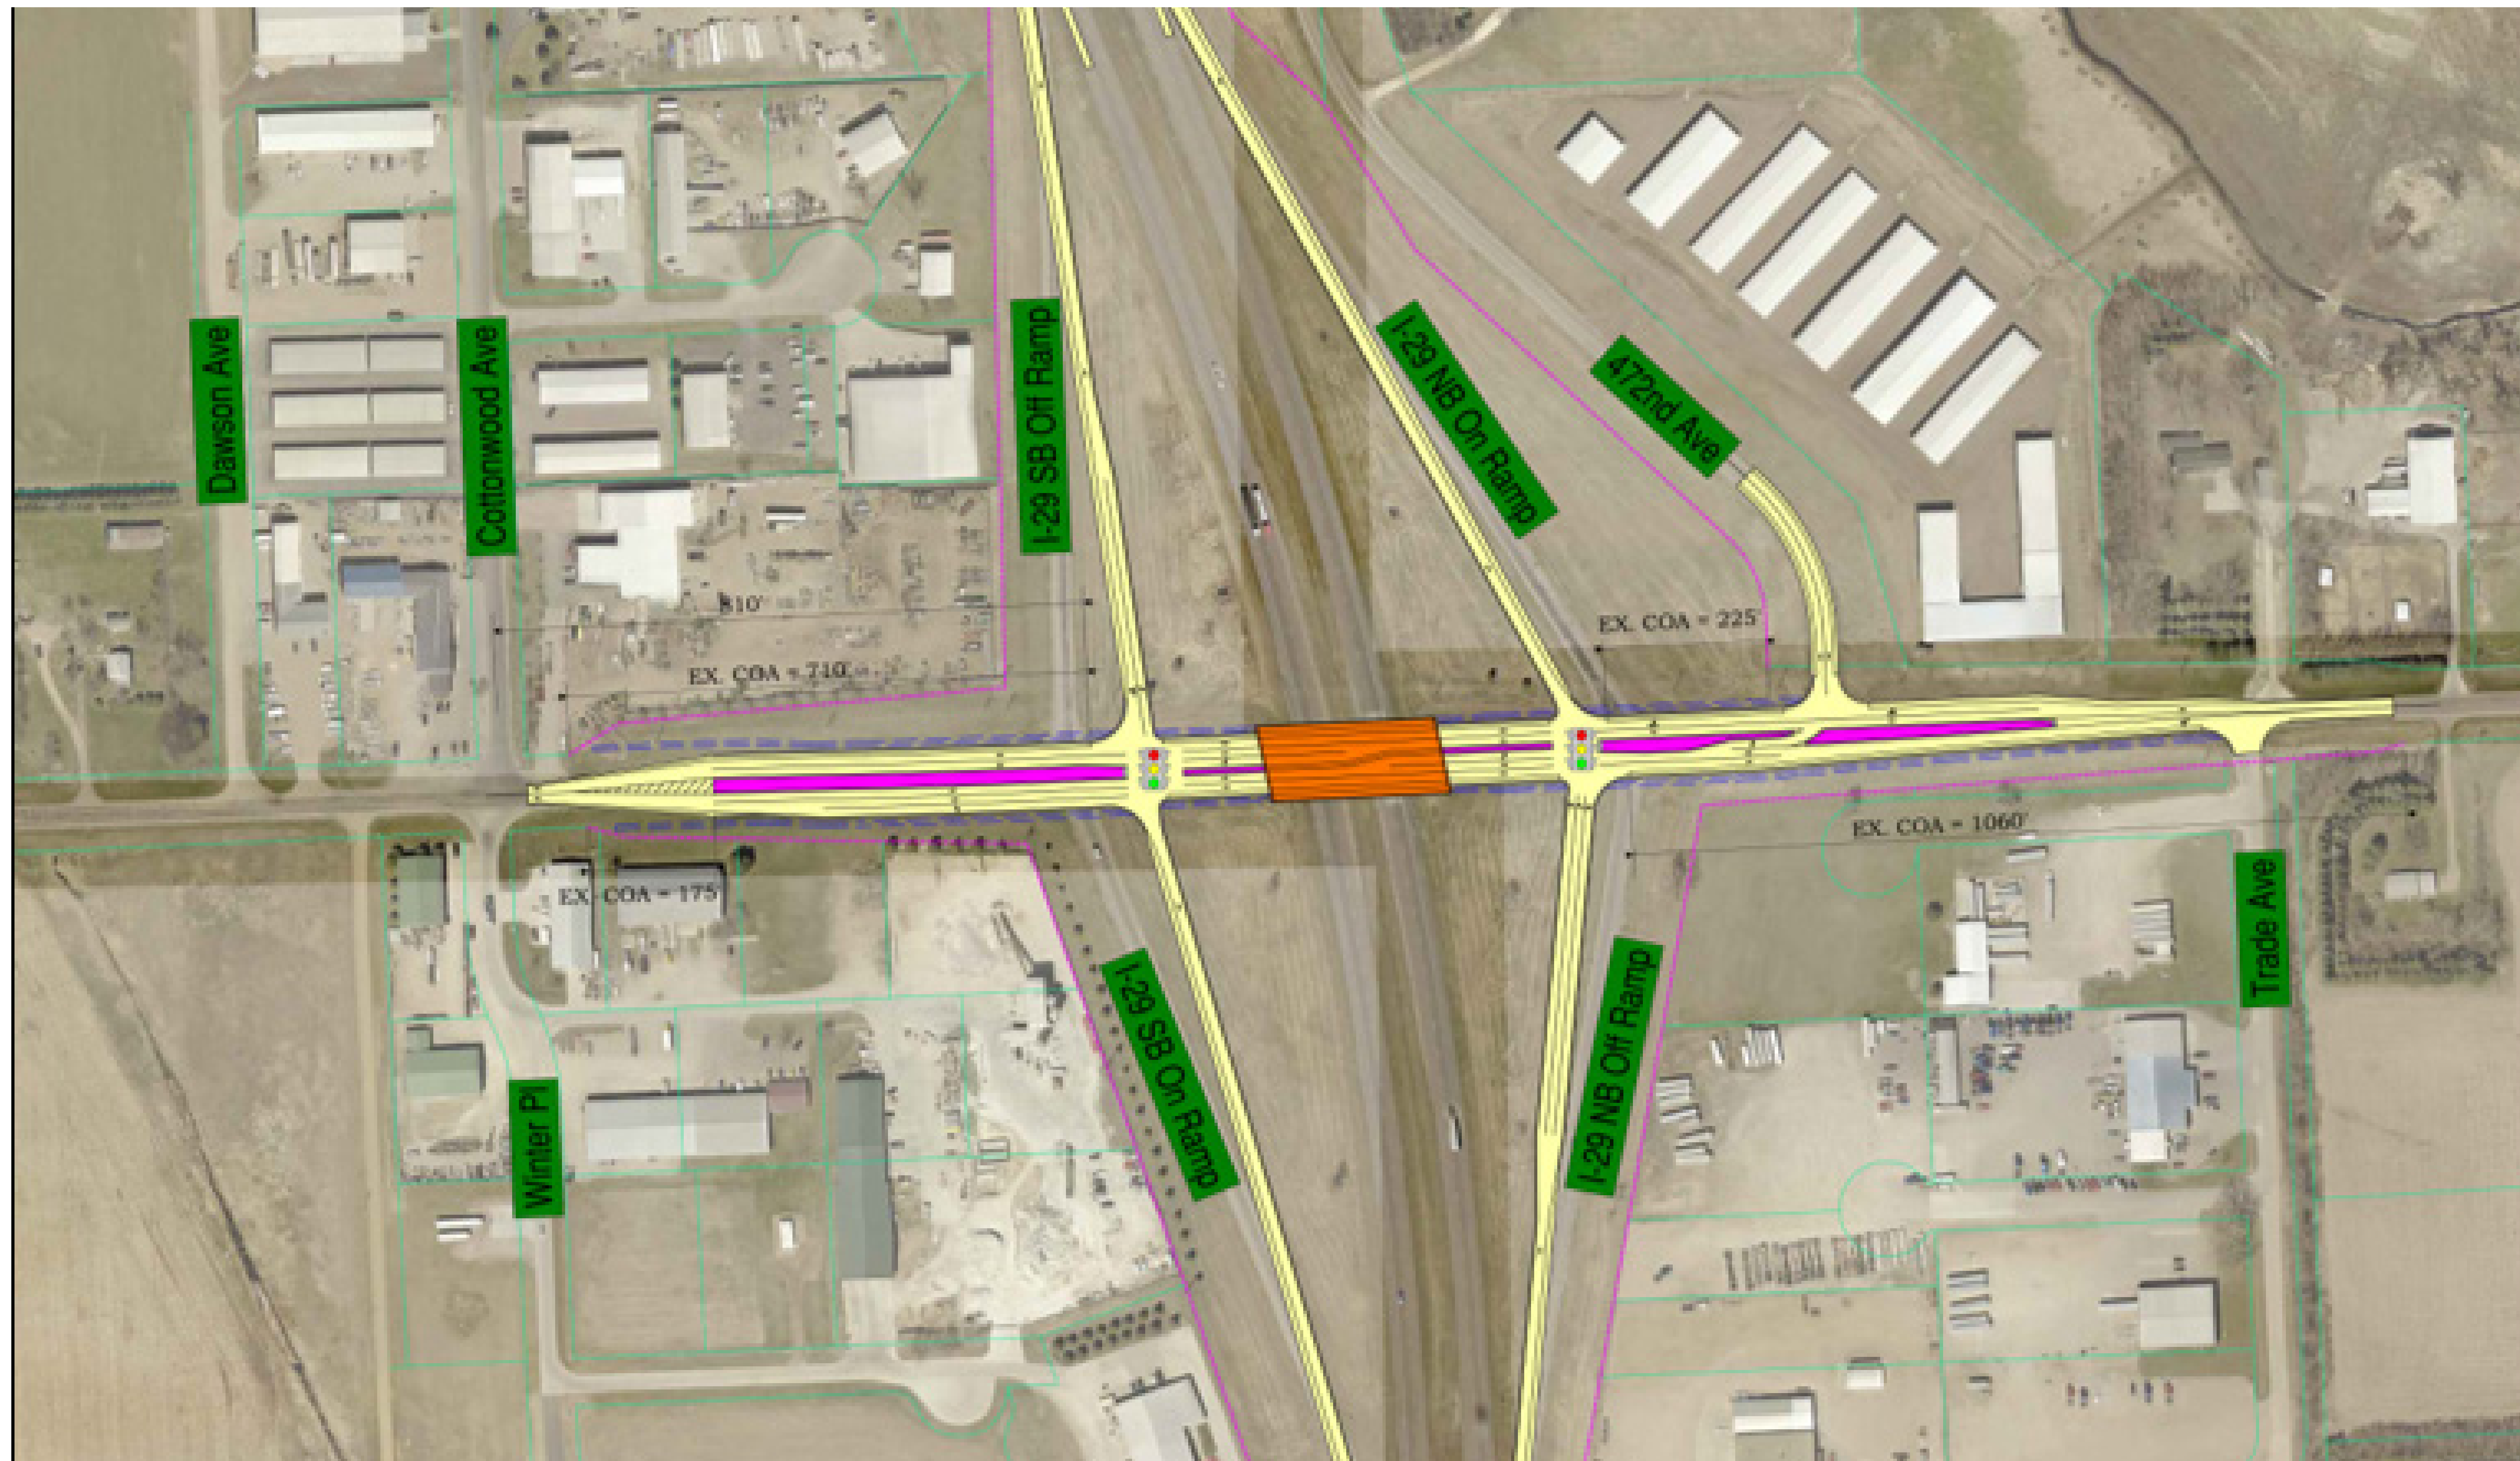 Dawson Ave
Cottonwood Ave
I-29 SB Off Ramp
I-29 NB On Ramp
472nd Ave
810'
EX. COA = 710'
EX. COA = 225'
EX. COA = 1060'
EX. COA = 175'
Trade Ave
I-29 SB On Ramp
I-29 NB Off Ramp
Winter Pl